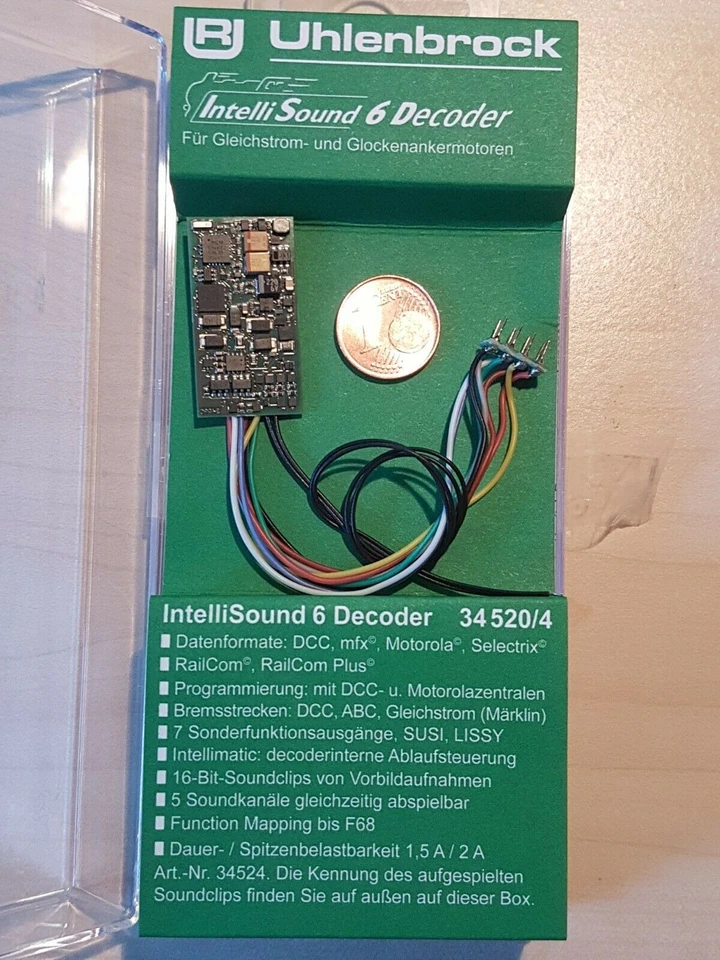 Uhlenbrock
IntelliSound 6 Decoder
Für Gleichstrom- und Glockenankermotoren
1
CENT
IntelliSound 6 Decoder 34 520/4
Datenformate: DCC, mfx©, Motorola©, Selectrix©
RailCom©, RailCom Plus©
Programmierung: mit DCC- u. Motorolazentralen
Bremsstrecken: DCC, ABC, Gleichstrom (Märklin)
7 Sonderfunktionsausgänge, SUSI, LISSY
Intellimatic: decoderinterne Ablaufsteuerung
16-Bit-Soundclips von Vorbildaufnahmen
5 Soundkanäle gleichzeitig abspielbar
Function Mapping bis F68
Dauer- / Spitzenbelastbarkeit 1,5 A / 2 A
Art.-Nr. 34524. Die Kennung des aufgespielten
Soundclips finden Sie auf außen auf dieser Box.